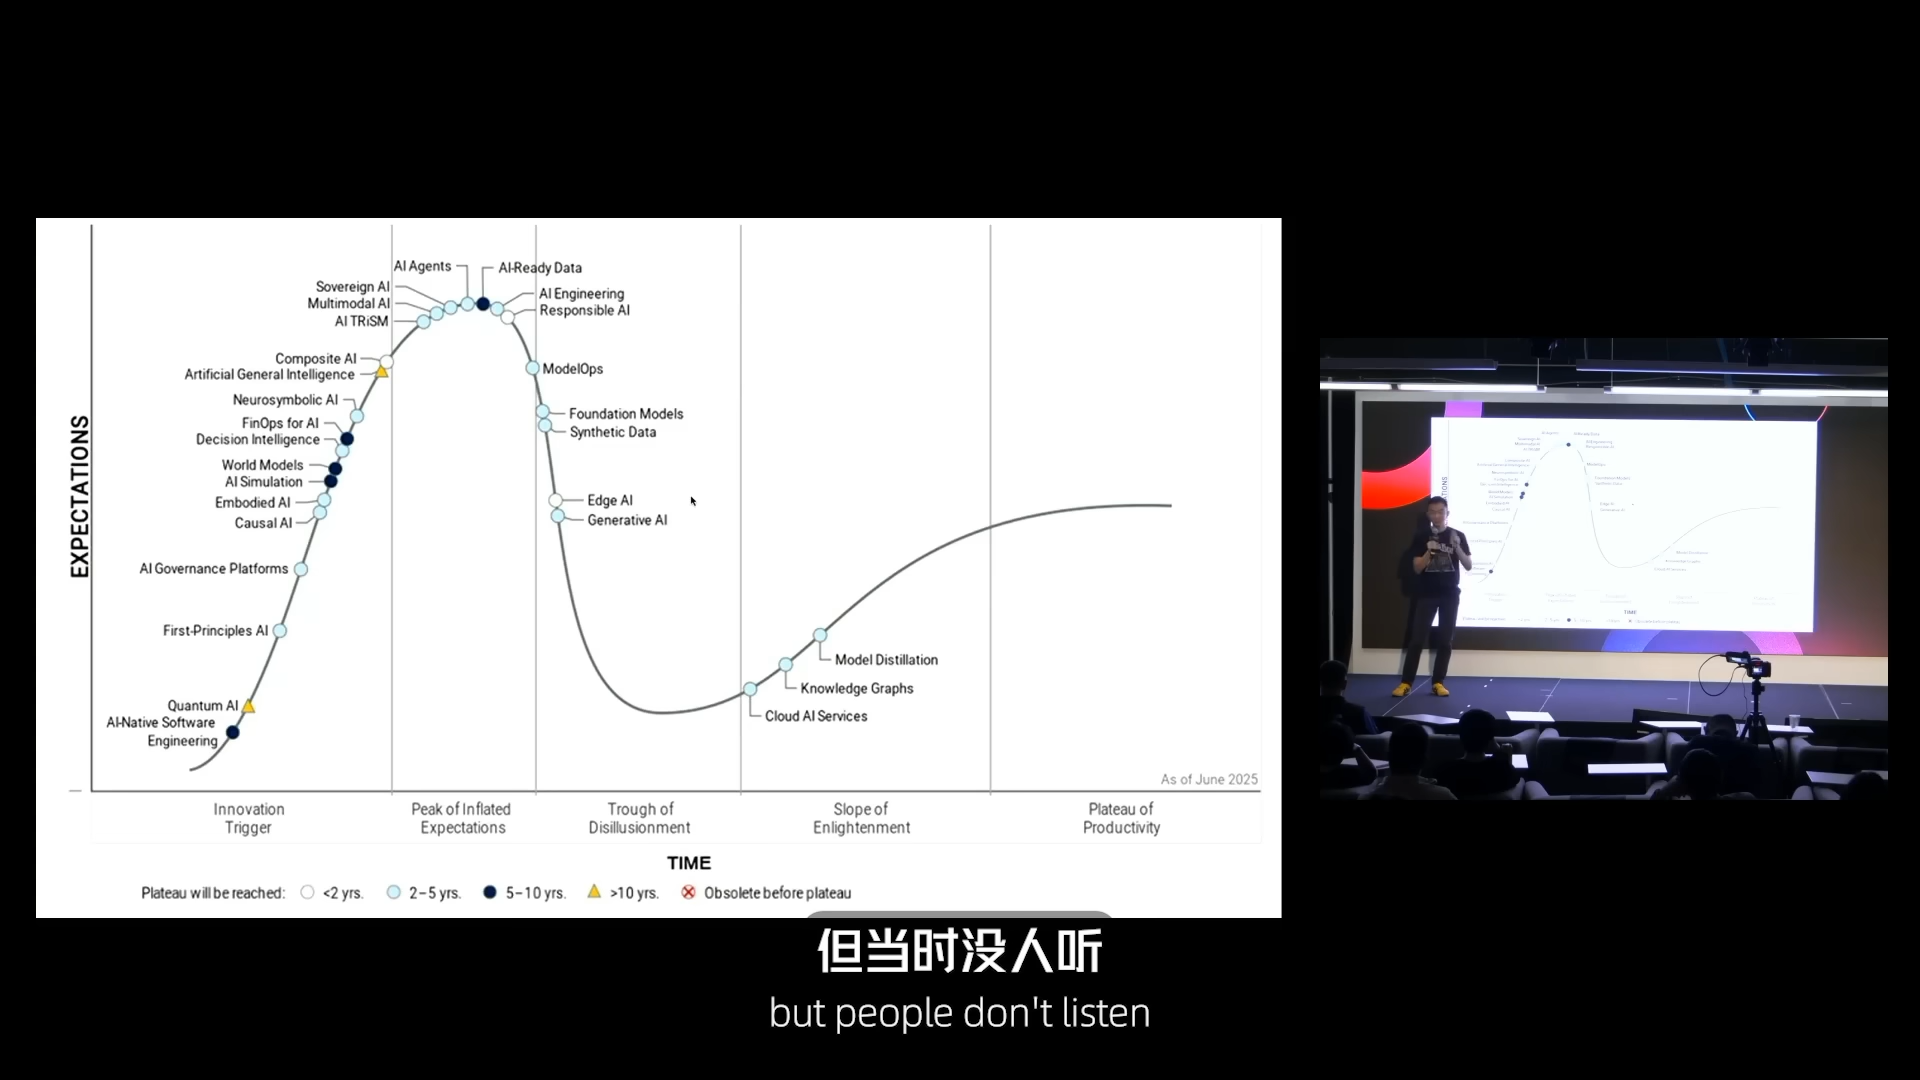 AI Agents
AI-Ready Data
Sovereign AI
AI Engineering
Multimodal AI
Responsible AI
AI TRiSM
Composite AI
ModelOps
Artificial General Intelligence
Neurosymbolic AI
Foundation Models
FinOps for AI
Synthetic Data
Decision Intelligence
World Models
AI Simulation
Embodied AI
Edge AI
Causal AI
Generative AI
AI Governance Platforms
First-Principles AI
Model Distillation
Knowledge Graphs
Quantum AI
Cloud AI Services
AI-Native Software
Engineering
EXPECTATIONS
As of June 2025
Innovation
Trigger
Peak of Inflated
Expectations
Trough of
Disillusionment
Slope of
Enlightenment
Plateau of
Productivity
TIME
Plateau will be reached: <2 yrs. 2–5 yrs. 5–10 yrs. >10 yrs. Obsolete before plateau
TIME
但当时没人听
but people don't listen